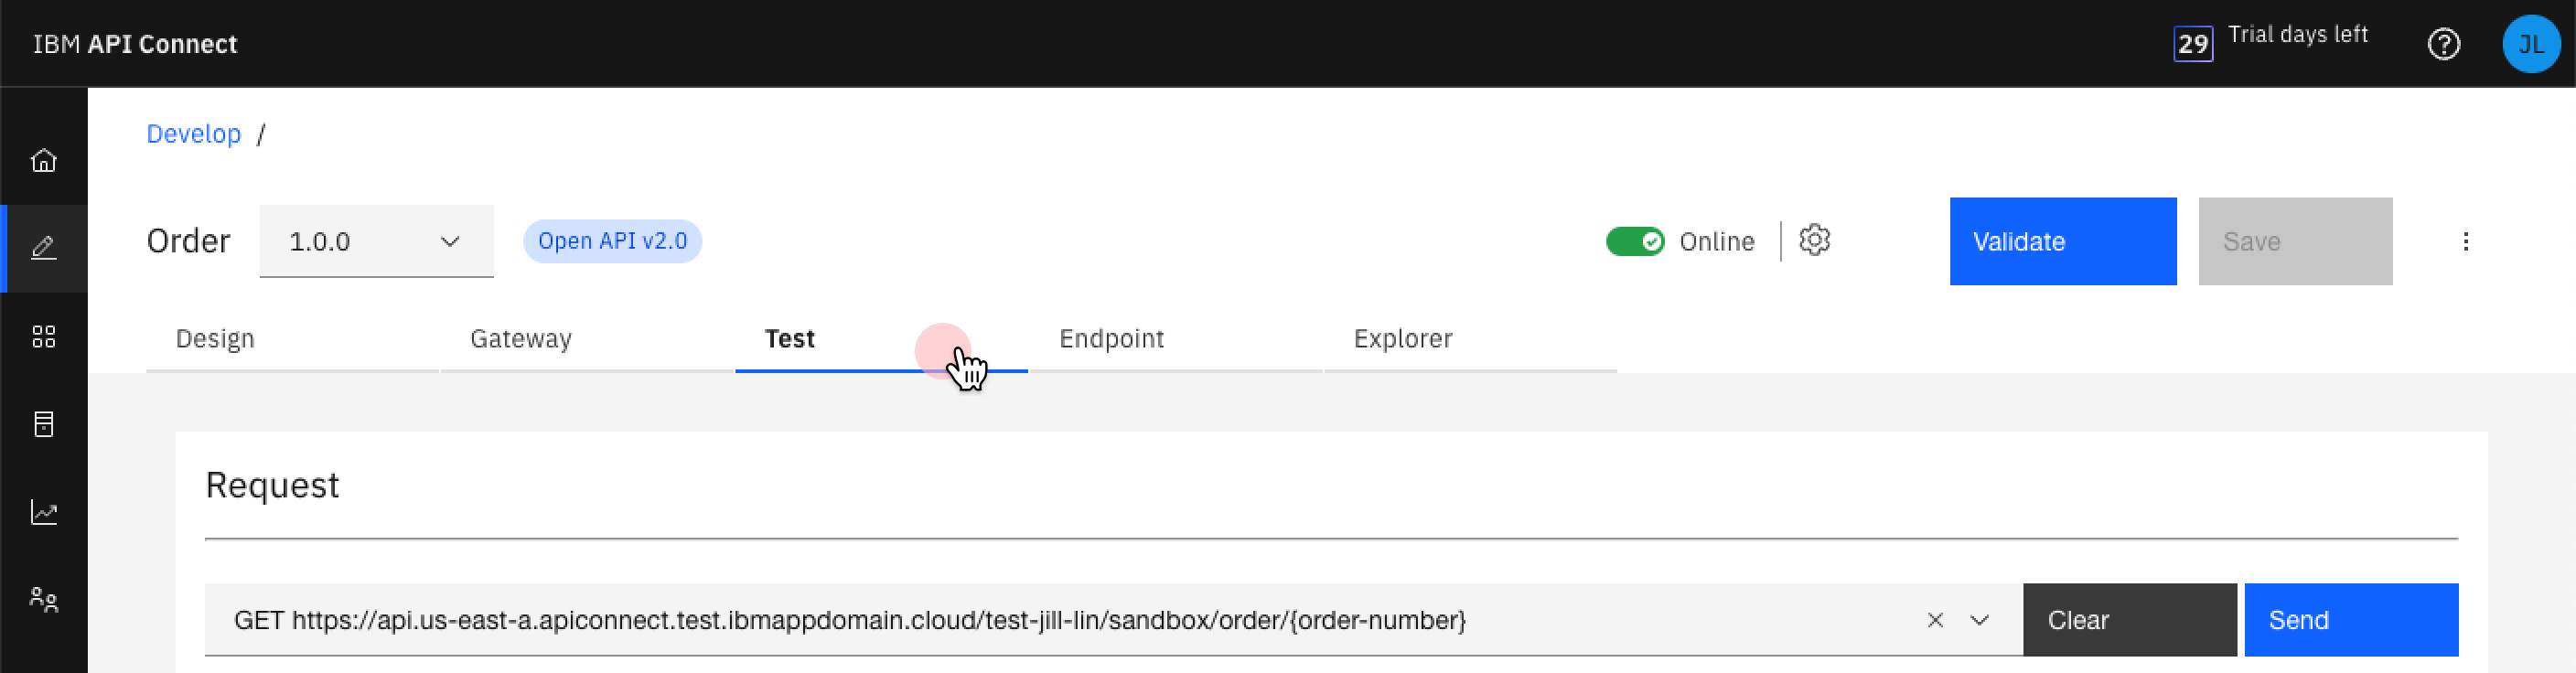 IBM API Connect
29 Trial days left
JL
Develop /
Order 1.0.0 Open API v2.0 Online Validate Save
Design Gateway Test Endpoint Explorer
Request
GET https://api.us-east-a.apiconnect.test.ibmappdomain.cloud/test-jill-lin/sandbox/order/{order-number} Clear Send